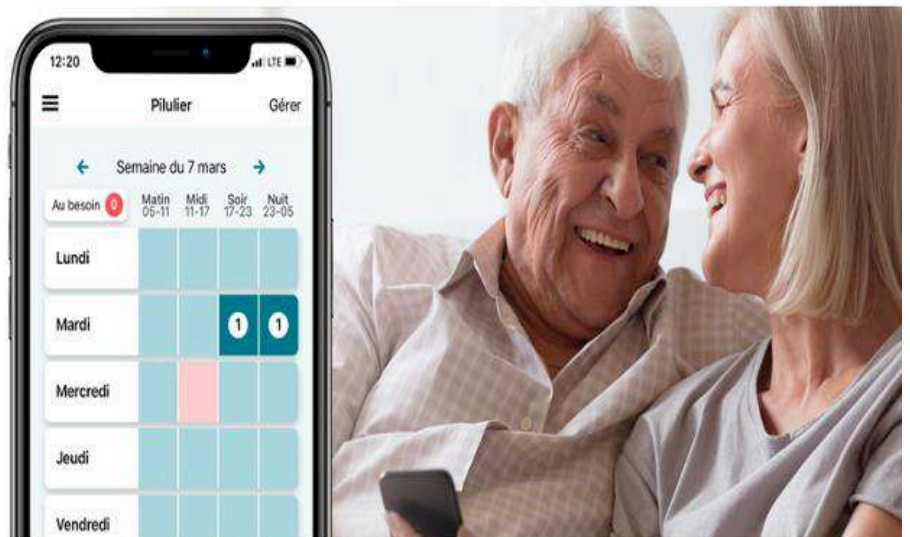 12:20 LTE
Pilulier Gérer
← Semaine du 7 mars →
Au besoin 0 Matin Midi Soir Nuit
05-11 11-17 17-23 23-05
Lundi
Mardi 1 1
Mercredi
Jeudi
Vendredi